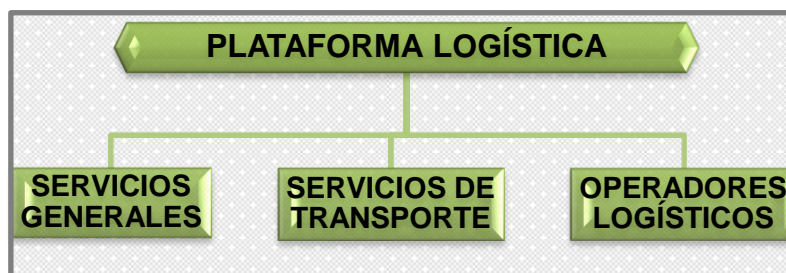 PLATAFORMA LOGÍSTICA
SERVICIOS
GENERALES
SERVICIOS DE
TRANSPORTE
OPERADORES
LOGÍSTICOS